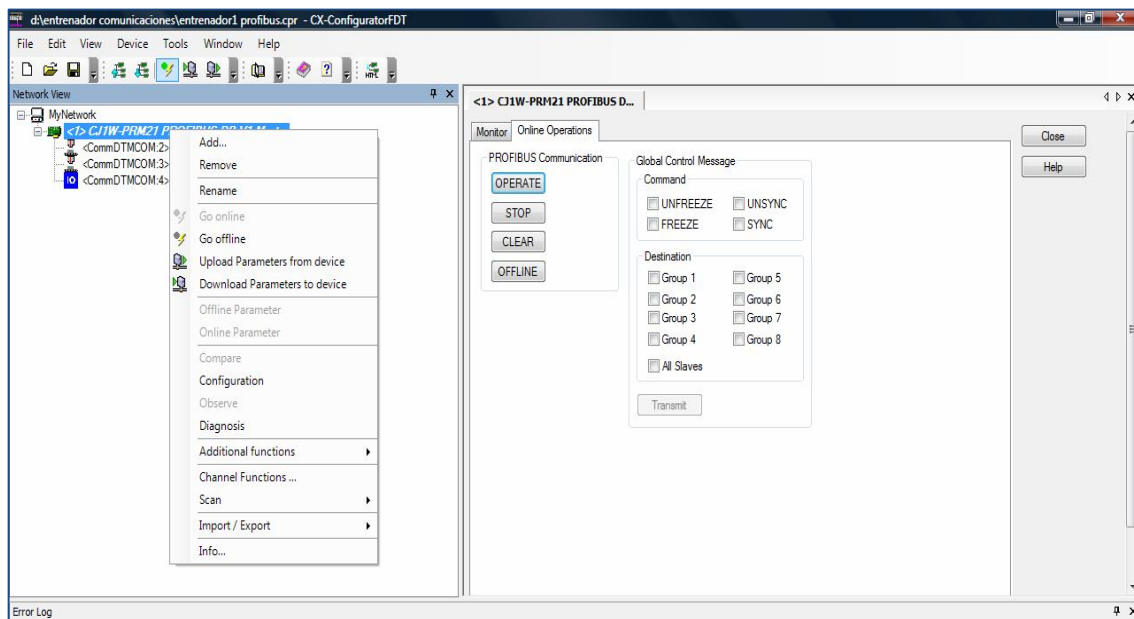 d:\entrenador comunicaciones\entrenador1 profibus.cpr - CX-ConfiguratorFDT
File Edit View Device Tools Window Help
Network View
MyNetwork
<1> CJ1W-PRM21 PROFIBUS DP-V1
<CommDTMCOM:2>
<CommDTMCOM:3>
<CommDTMCOM:4>
IO
Add...
Remove
Rename
Go online
Go offline
Upload Parameters from device
Download Parameters to device
Offline Parameter
Online Parameter
Compare
Configuration
Observe
Diagnosis
Additional functions
Channel Functions ...
Scan
Import / Export
Info...
<1> CJ1W-PRM21 PROFIBUS D...
Monitor Online Operations
PROFIBUS Communication
OPERATE
STOP
CLEAR
OFFLINE
Global Control Message
Command
UNFREEZE UNSYNC
FREEZE SYNC
Destination
Group 1 Group 5
Group 2 Group 6
Group 3 Group 7
Group 4 Group 8
All Slaves
Transmit
Close
Help
Error Log